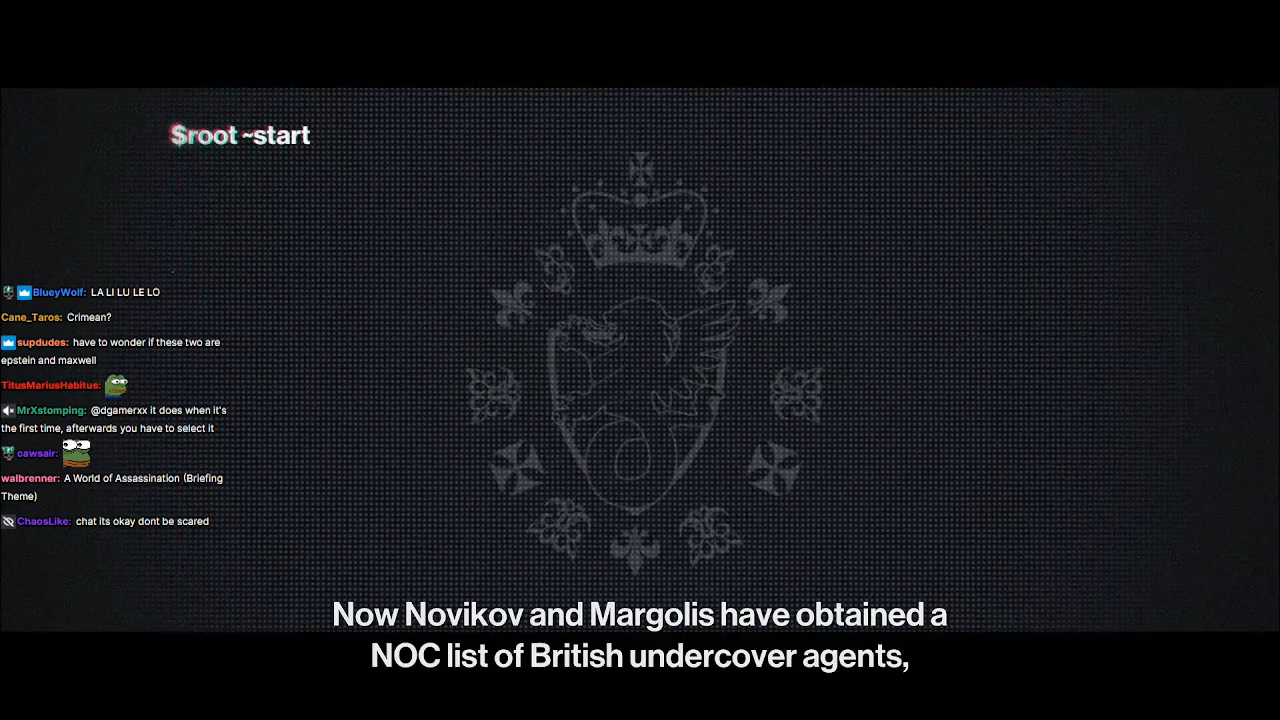 $root ~start
BlueyWolf: LA LI LU LE LO
Cane_Taros: Crimean?
supdudes: have to wonder if these two are
epstein and maxwell
TitusMariusHabitus:
MrXstomping: @dgamerxx it does when it's
the first time, afterwards you have to select it
cawsair:
walbrenner: A World of Assassination (Briefing
Theme)
ChaosLike: chat its okay dont be scared
Now Novikov and Margolis have obtained a
NOC list of British undercover agents,